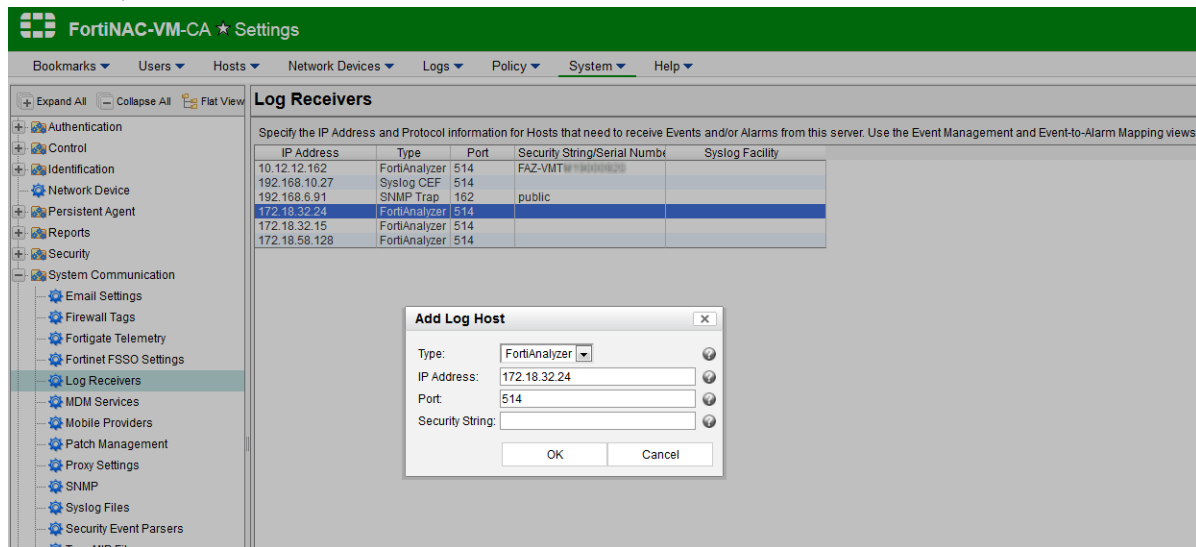 FortiNAC-VM-CA ★ Settings
Bookmarks Users Hosts Network Devices Logs Policy System Help
Expand All Collapse All Flat View
Authentication
Control
Identification
Network Device
Persistent Agent
Reports
Security
System Communication
Email Settings
Firewall Tags
Fortigate Telemetry
Fortinet FSSO Settings
Log Receivers
MDM Services
Mobile Providers
Patch Management
Proxy Settings
SNMP
Syslog Files
Security Event Parsers
Log Receivers
Specify the IP Address and Protocol information for Hosts that need to receive Events and/or Alarms from this server. Use the Event Management and Event-to-Alarm Mapping views
IP Address Type Port Security String/Serial Numbe Syslog Facility
10.12.12.162 FortiAnalyzer 514 FAZ-VMT
192.168.10.27 Syslog CEF 514
192.168.6.91 SNMP Trap 162 public
172.18.32.24 FortiAnalyzer 514
172.18.32.15 FortiAnalyzer 514
172.18.58.128 FortiAnalyzer 514
Add Log Host
Type: FortiAnalyzer
IP Address: 172.18.32.24
Port: 514
Security String:
OK Cancel